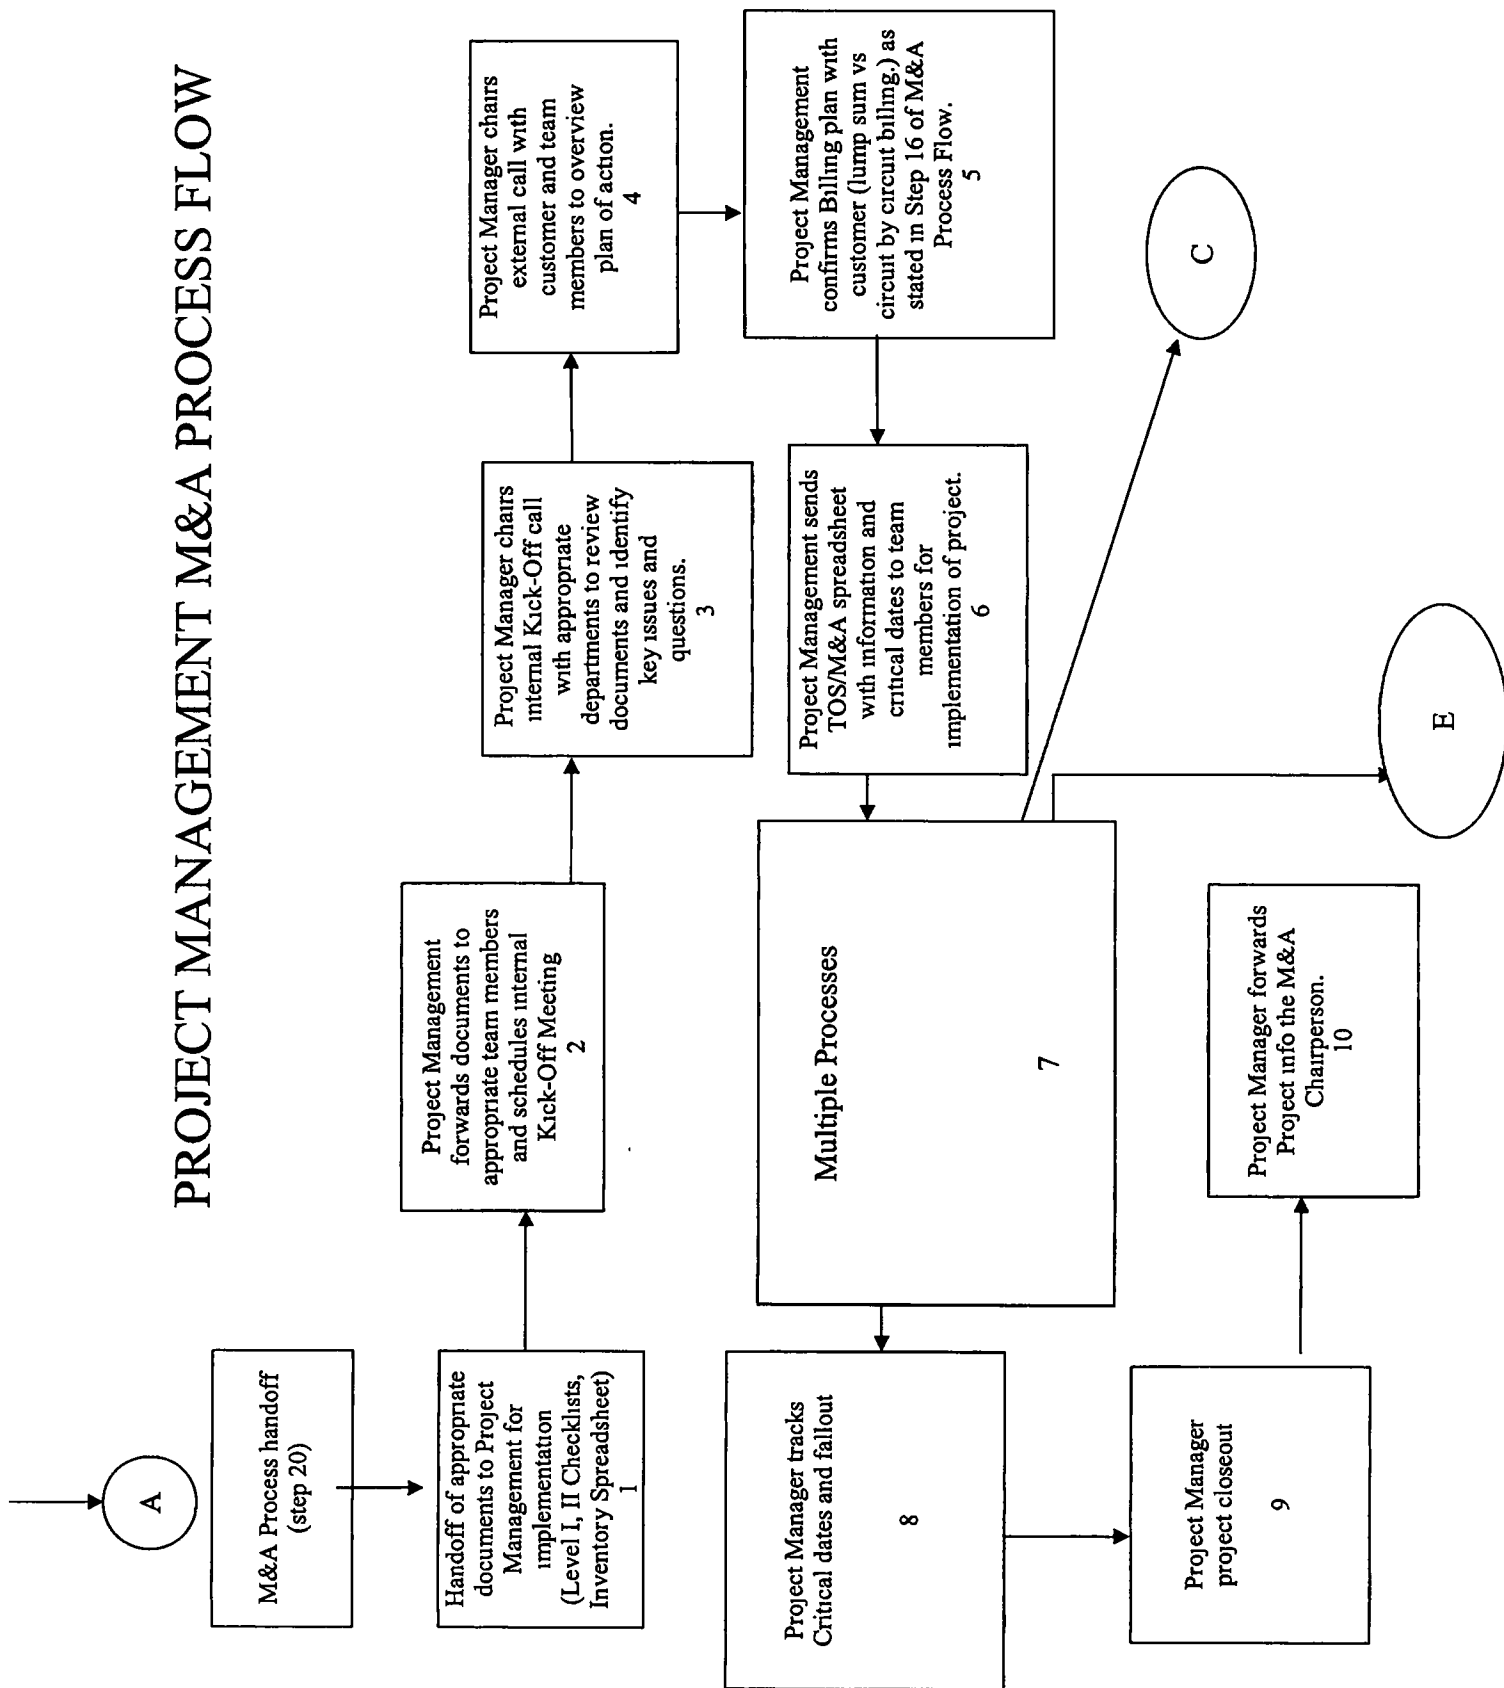 PROJECT MANAGEMENT M&A PROCESS FLOW
A
M&A Process handoff
(step 20)
Handoff of appropriate
documents to Project
Management for
implementation
(Level I, II Checklists,
Inventory Spreadsheet)
1
Project Management
forwards documents to
appropriate team members
and schedules internal
Kick-Off Meeting
2
Project Manager chairs
internal Kick-Off call
with appropriate
departments to review
documents and identify
key issues and
questions.
3
Project Manager chairs
external call with
customer and team
members to overview
plan of action.
4
Project Management
confirms Billing plan with
customer (lump sum vs
circuit by circuit billing.) as
stated in Step 16 of M&A
Process Flow.
5
Project Management sends
TOS/M&A spreadsheet
with information and
critical dates to team
members for
implementation of project.
6
Multiple Processes
7
Project Manager tracks
Critical dates and fallout
8
Project Manager
project closeout
9
Project Manager forwards
Project info the M&A
Chairperson.
10
C
E